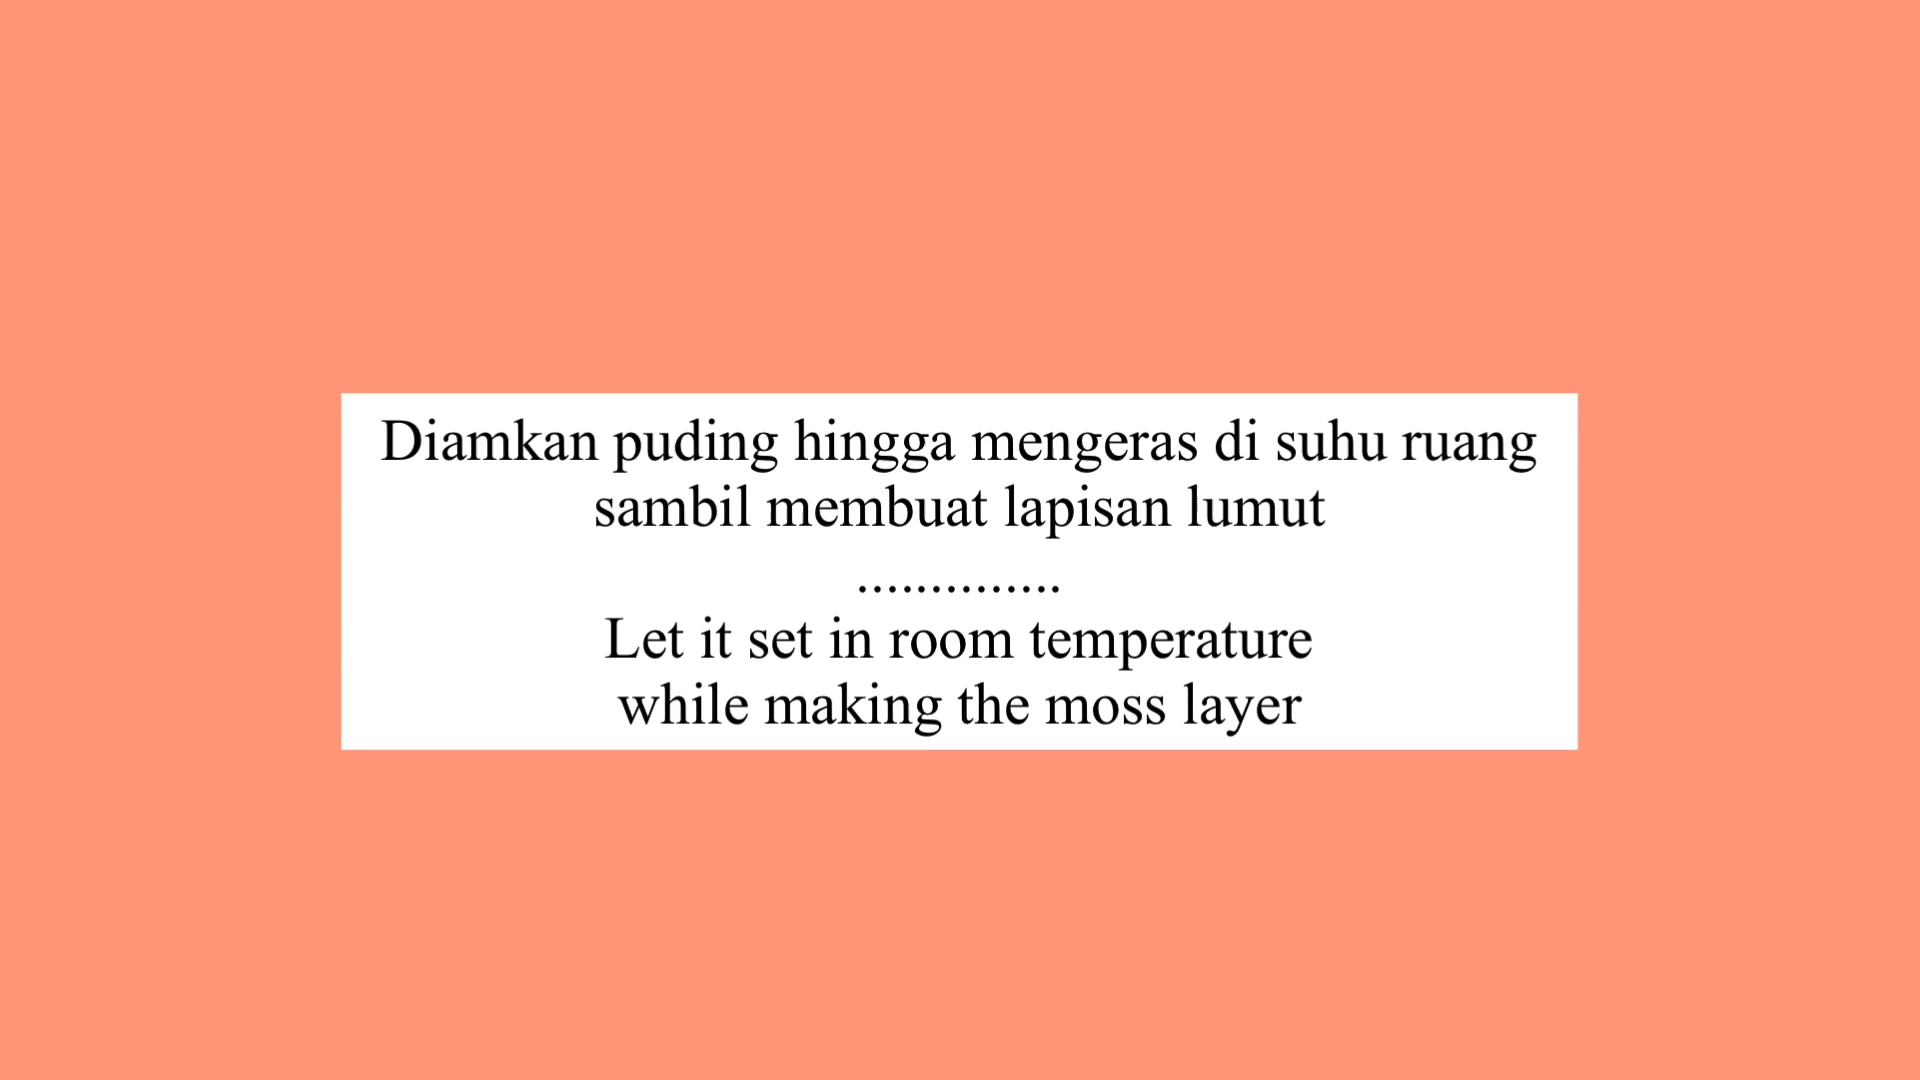 Diamkan puding hingga mengeras di suhu ruang
sambil membuat lapisan lumut
..............
Let it set in room temperature
while making the moss layer